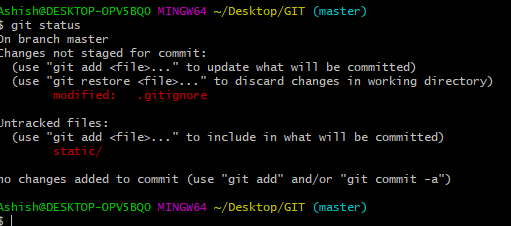 Ashish@DESKTOP-OPV5BQO MINGW64 ~/Desktop/GIT (master)
$ git status
On branch master
Changes not staged for commit:
  (use "git add <file>..." to update what will be committed)
  (use "git restore <file>..." to discard changes in working directory)
        modified:   .gitignore

Untracked files:
  (use "git add <file>..." to include in what will be committed)
        static/

no changes added to commit (use "git add" and/or "git commit -a")

Ashish@DESKTOP-OPV5BQO MINGW64 ~/Desktop/GIT (master)
$